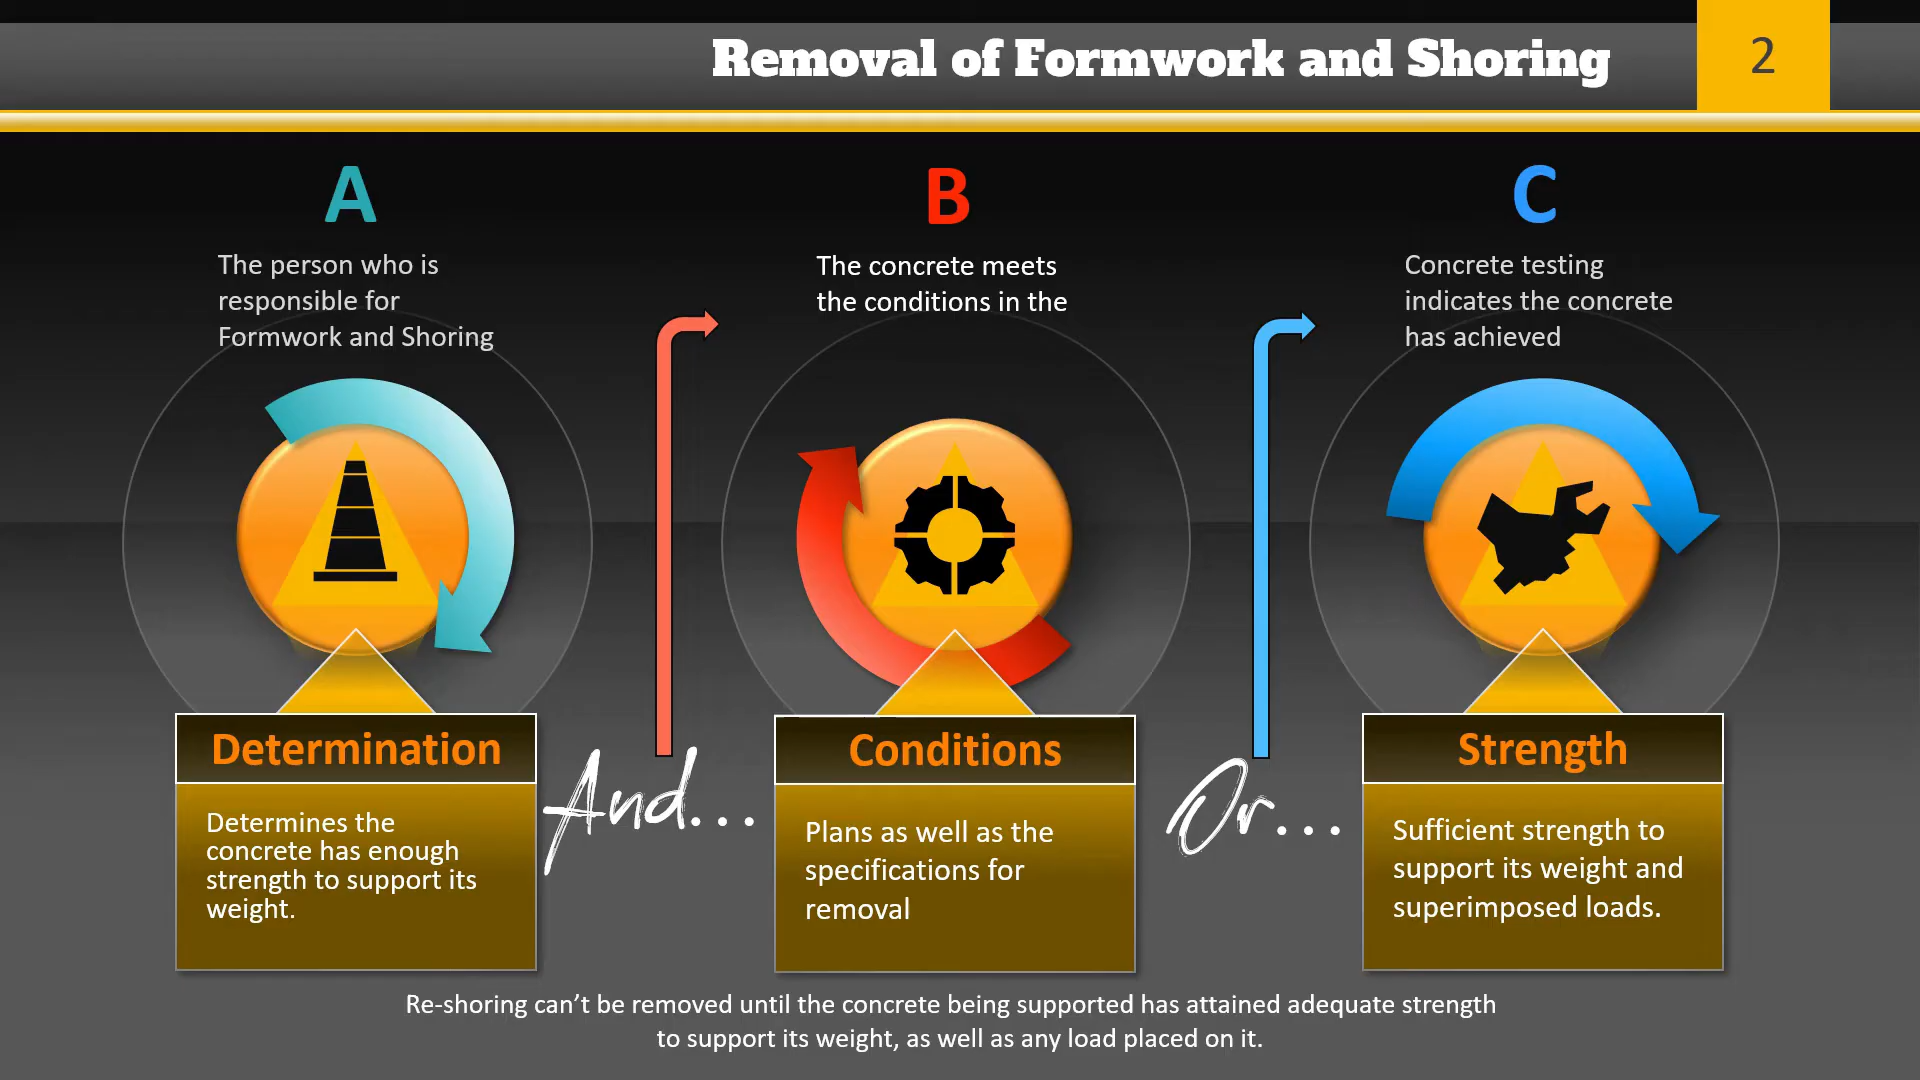 Removal of Formwork and Shoring
2
A
The person who is
responsible for
Formwork and Shoring
Determination
Determines the
concrete has enough
strength to support its
weight.
And...
B
The concrete meets
the conditions in the
Conditions
Plans as well as the
specifications for
removal
Or...
C
Concrete testing
indicates the concrete
has achieved
Strength
Sufficient strength to
support its weight and
superimposed loads.
Re-shoring can’t be removed until the concrete being supported has attained adequate strength
to support its weight, as well as any load placed on it.